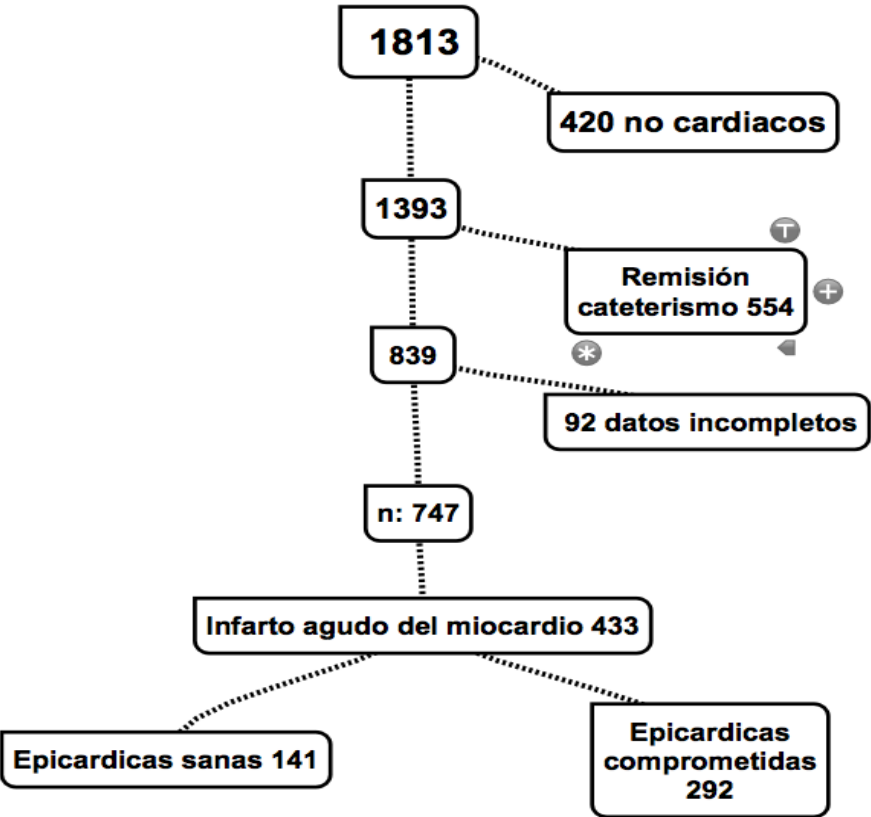 1813
420 no cardiacos
1393
Remisión
cateterismo 554
839
92 datos incompletos
n: 747
Infarto agudo del miocardio 433
Epicardicas sanas 141
Epicardicas
comprometidas
292